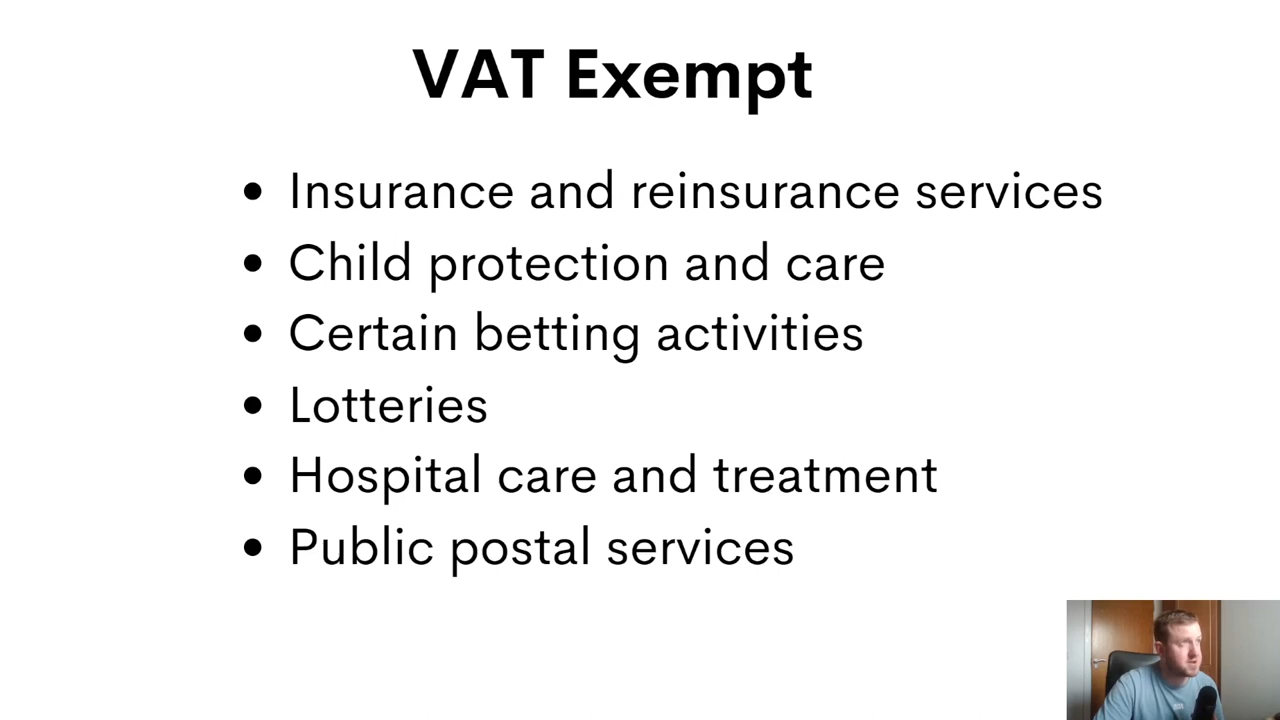 VAT Exempt
• Insurance and reinsurance services
• Child protection and care
• Certain betting activities
• Lotteries
• Hospital care and treatment
• Public postal services